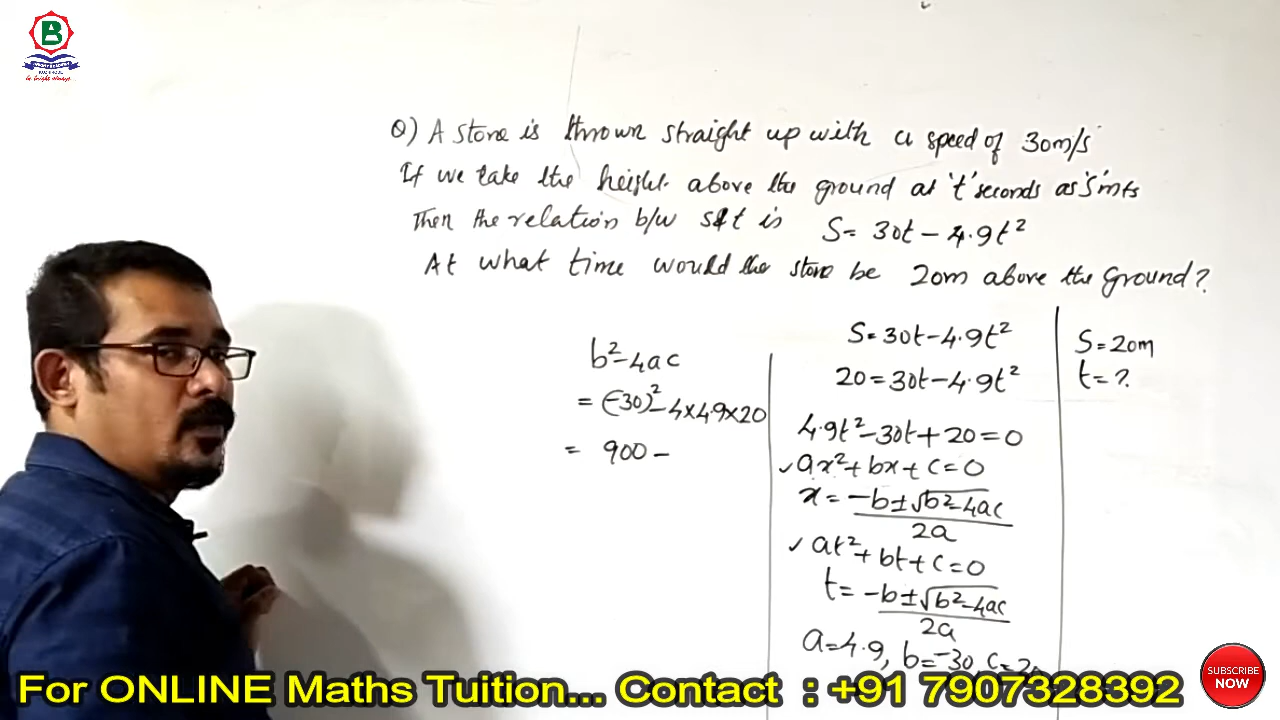 B
Q) A stone is thrown straight up with a speed of 30m/s
If we take the height above the ground at 't' seconds as 'S' mts
Then the relation b/w S&t is S= 30t – 4.9t²
At what time would the stone be 20m above the Ground?
b²-4ac
= (-30)²-4x4.9x20
= 900 –
S= 30t-4.9t²
20=30t-4.9t²
4.9t²-30t+20=0
✓ax²+bx+c=0
x= -b±√b²-4ac
2a
✓at²+bt+c=0
t= -b±√b²-4ac
2a
a=4.9, b=-30, c=20
S=20m
t=?
For ONLINE Maths Tuition... Contact : +91 7907328392
SUBSCRIBE
NOW